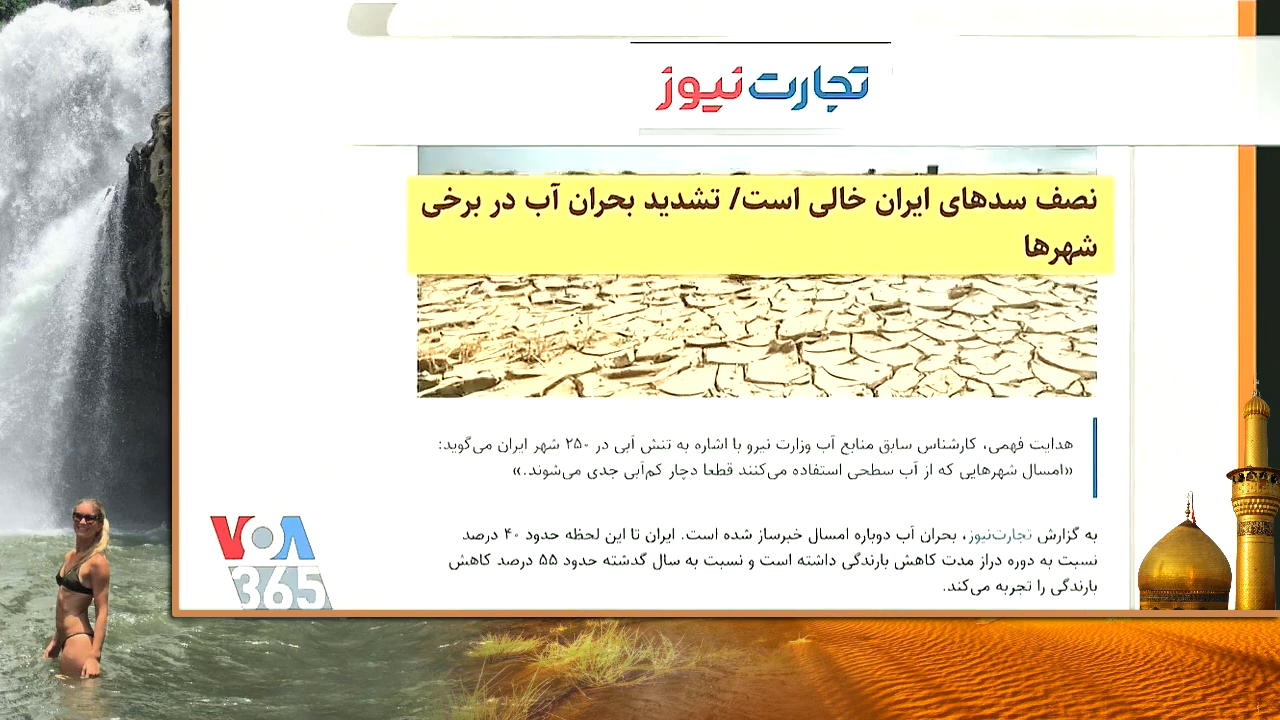 تجارت‌نیوز
نصف سدهای ایران خالی است/ تشدید بحران آب در برخی
شهرها
هدایت فهمی، کارشناس سابق منابع آب وزارت نیرو با اشاره به تنش آبی در ۲۵۰ شهر ایران می‌گوید:
«امسال شهرهایی که از آب سطحی استفاده می‌کنند قطعا دچار کم‌آبی جدی می‌شوند.»
به گزارش تجارت‌نیوز، بحران آب دوباره امسال خبرساز شده است. ایران تا این لحظه حدود ۴۰ درصد
نسبت به دوره دراز مدت کاهش بارندگی داشته است و نسبت به سال گذشته حدود ۵۵ درصد کاهش
بارندگی را تجربه می‌کند.
VOA
365